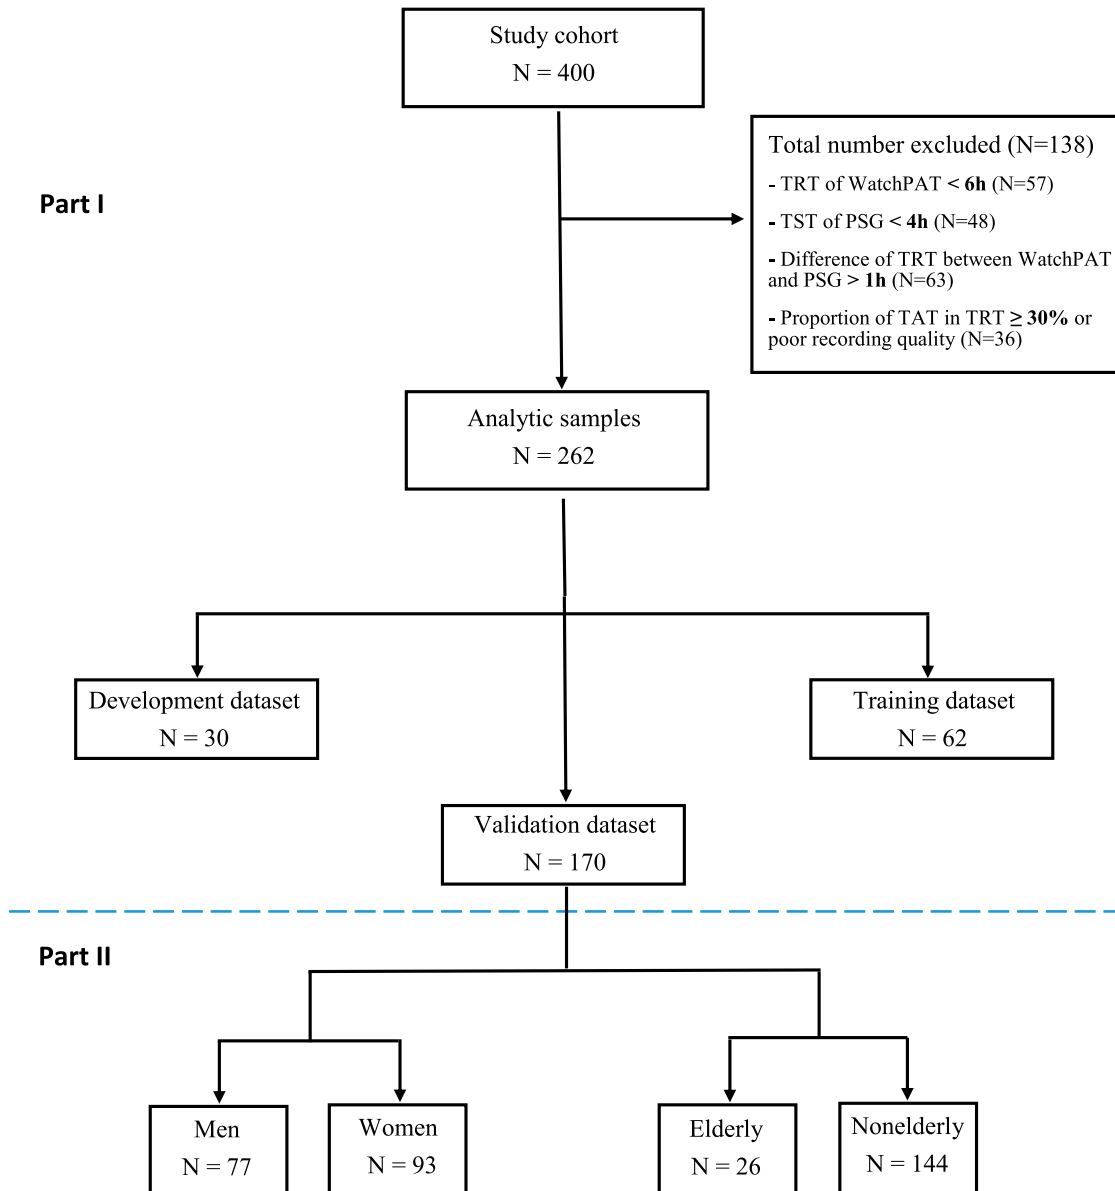 Study cohort
N = 400
Total number excluded (N=138)
- TRT of WatchPAT < 6h (N=57)
- TST of PSG < 4h (N=48)
- Difference of TRT between WatchPAT
and PSG > 1h (N=63)
- Proportion of TAT in TRT ≥ 30% or
poor recording quality (N=36)
Part I
Analytic samples
N = 262
Development dataset
N = 30
Training dataset
N = 62
Validation dataset
N = 170
Part II
Men
N = 77
Women
N = 93
Elderly
N = 26
Nonelderly
N = 144